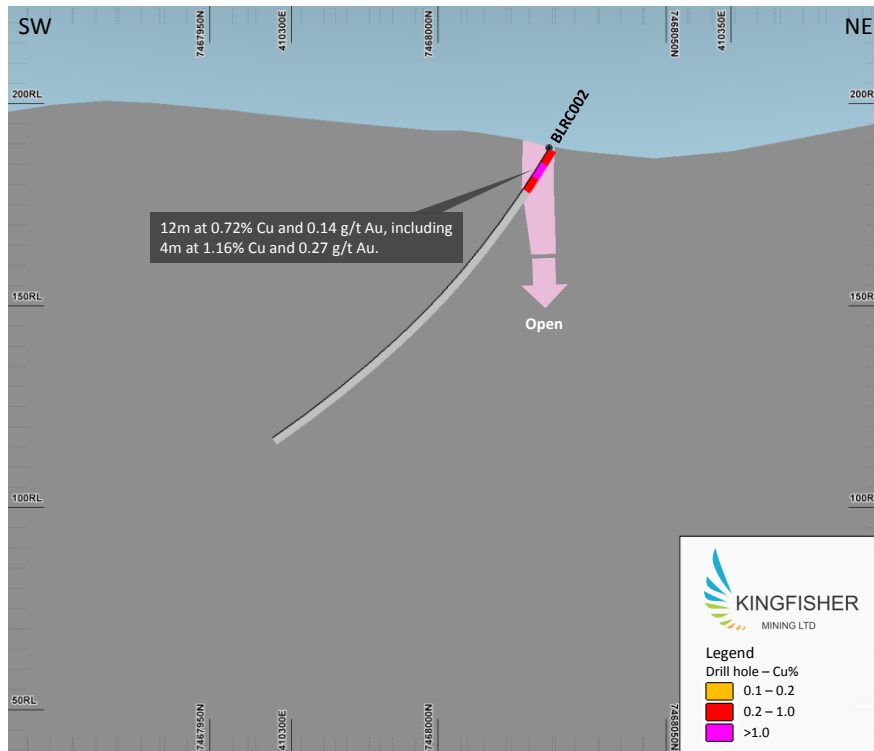 SW
NE
7467950N
410300E
7468000N
7468050N
410350E
200RL
200RL
BLRC002
12m at 0.72% Cu and 0.14 g/t Au, including
4m at 1.16% Cu and 0.27 g/t Au.
150RL
150RL
Open
100RL
100RL
50RL
7467950N
410300E
7468000N
7468050N
KINGFISHER
MINING LTD
Legend
Drill hole – Cu%
0.1 – 0.2
0.2 – 1.0
>1.0